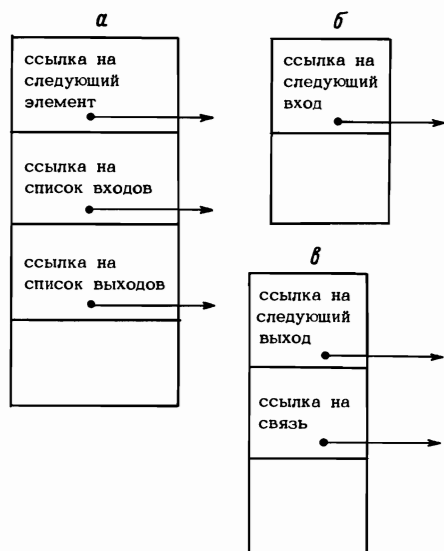 а
ссылка на
следующий
элемент
ссылка на
список входов
ссылка на
список выходов
б
ссылка на
следующий
вход
в
ссылка на
следующий
выход
ссылка на
связь